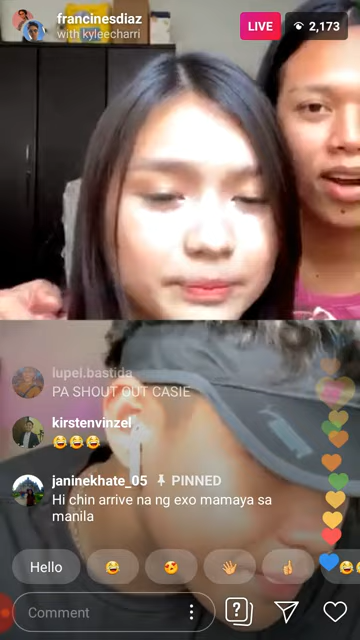 francinesdiaz
with kyleecharri
LIVE
2,173
lupel.bastida
PA SHOUT OUT CASIE
kirstenvinzel
😂😂😂
janinekhate_05 PINNED
Hi chin arrive na ng exo mamaya sa
manila
Hello
Comment